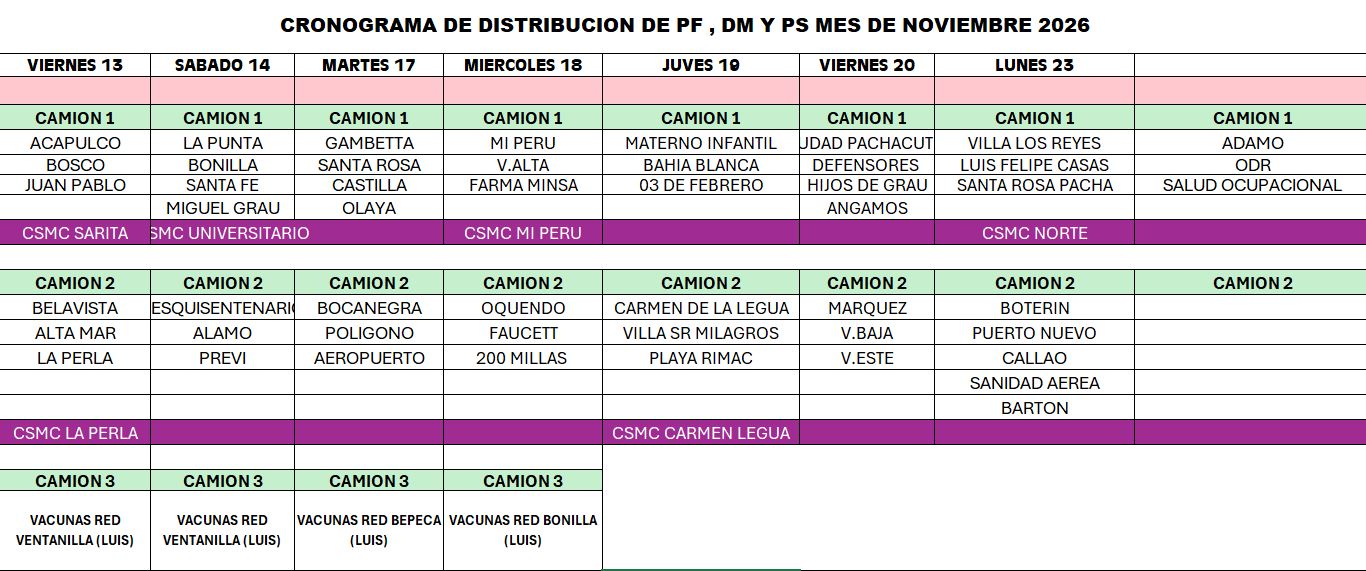 CRONOGRAMA DE DISTRIBUCION DE PF , DM Y PS MES DE NOVIEMBRE 2026
VIERNES 13 SABADO 14 MARTES 17 MIERCOLES 18 JUVES 19 VIERNES 20 LUNES 23
CAMION 1 CAMION 1 CAMION 1 CAMION 1 CAMION 1 CAMION 1 CAMION 1 CAMION 1
ACAPULCO LA PUNTA GAMBETTA MI PERU MATERNO INFANTIL UDAD PACHACUT VILLA LOS REYES ADAMO
BOSCO BONILLA SANTA ROSA V.ALTA BAHIA BLANCA DEFENSORES LUIS FELIPE CASAS ODR
JUAN PABLO SANTA FE CASTILLA FARMA MINSA 03 DE FEBRERO HIJOS DE GRAU SANTA ROSA PACHA SALUD OCUPACIONAL
MIGUEL GRAU OLAYA ANGAMOS
CSMC SARITA SMC UNIVERSITARIO CSMC MI PERU CSMC NORTE
CAMION 2 CAMION 2 CAMION 2 CAMION 2 CAMION 2 CAMION 2 CAMION 2 CAMION 2
BELAVISTA ESQUISENTENARIO BOCANEGRA OQUENDO CARMEN DE LA LEGUA MARQUEZ BOTERIN
ALTA MAR ALAMO POLIGONO FAUCETT VILLA SR MILAGROS V.BAJA PUERTO NUEVO
LA PERLA PREVI AEROPUERTO 200 MILLAS PLAYA RIMAC V.ESTE CALLAO
SANIDAD AEREA
BARTON
CSMC LA PERLA CSMC CARMEN LEGUA
CAMION 3 CAMION 3 CAMION 3 CAMION 3
VACUNAS RED VACUNAS RED VACUNAS RED BEPECA VACUNAS RED BONILLA
VENTANILLA (LUIS) VENTANILLA (LUIS) (LUIS) (LUIS)